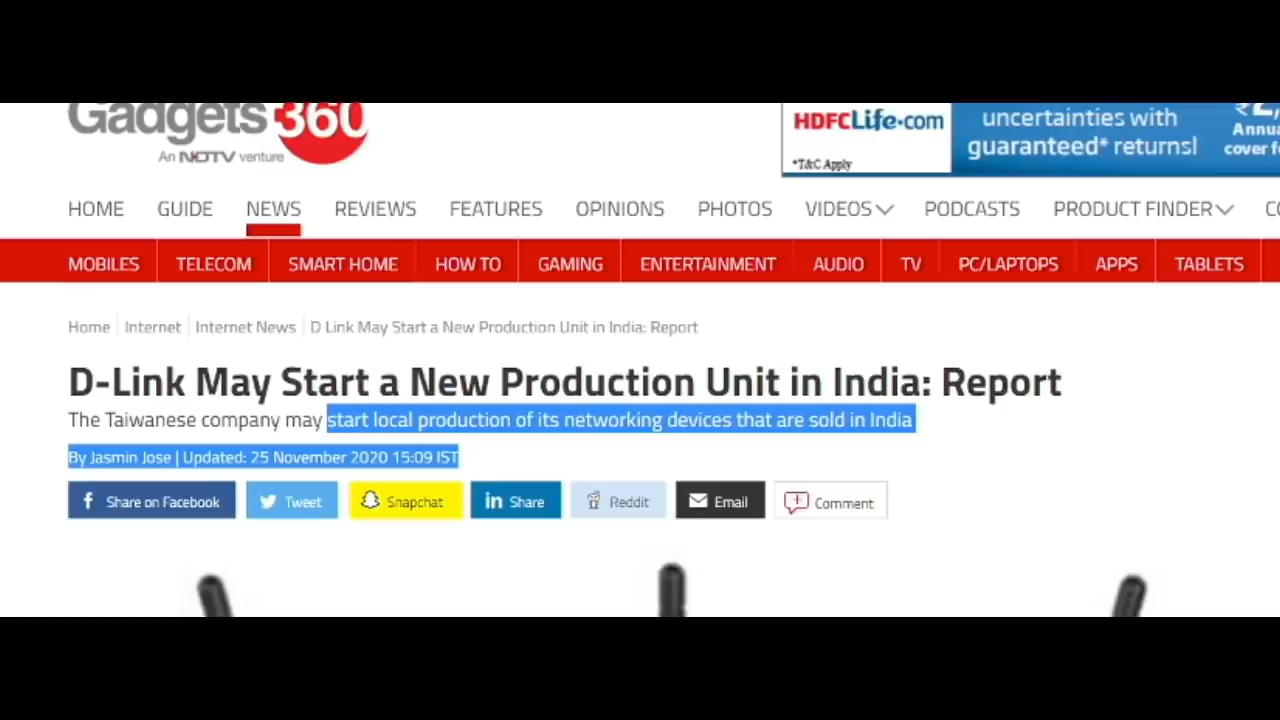 Gadgets 360
An NDTV venture
HDFCLife.com
*T&C Apply
uncertainties with
guaranteed* returns!
Annua
cover f
HOME GUIDE NEWS REVIEWS FEATURES OPINIONS PHOTOS VIDEOS PODCASTS PRODUCT FINDER
MOBILES TELECOM SMART HOME HOW TO GAMING ENTERTAINMENT AUDIO TV PC/LAPTOPS APPS TABLETS
Home Internet Internet News D Link May Start a New Production Unit in India: Report
D-Link May Start a New Production Unit in India: Report
The Taiwanese company may start local production of its networking devices that are sold in India
By Jasmin Jose | Updated: 25 November 2020 15:09 IST
f Share on Facebook Tweet Snapchat in Share Reddit Email Comment